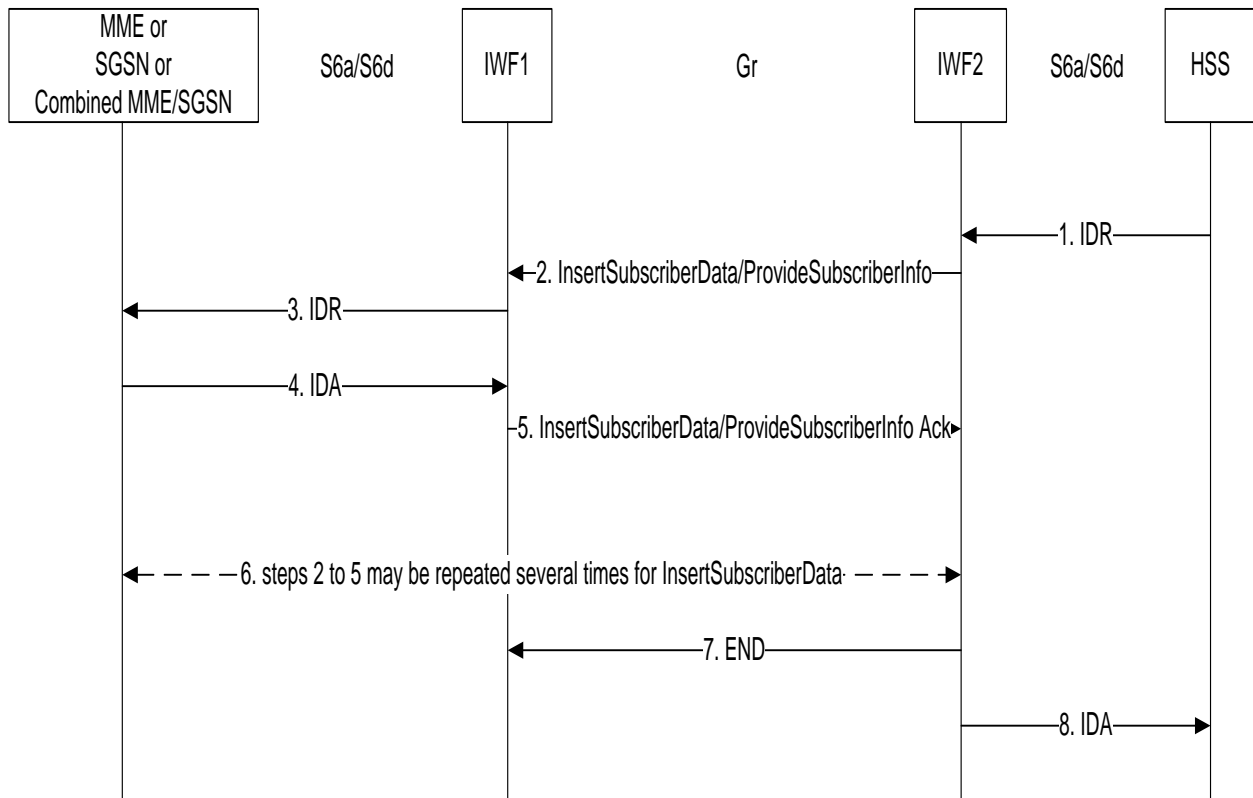 MME or
SGSN or
Combined MME/SGSN
S6a/S6d
IWF1
Gr
IWF2
S6a/S6d
HSS
1. IDR
2. InsertSubscriberData/ProvideSubscriberInfo
3. IDR
4. IDA
5. InsertSubscriberData/ProvideSubscriberInfo Ack
6. steps 2 to 5 may be repeated several times for InsertSubscriberData
7. END
8. IDA